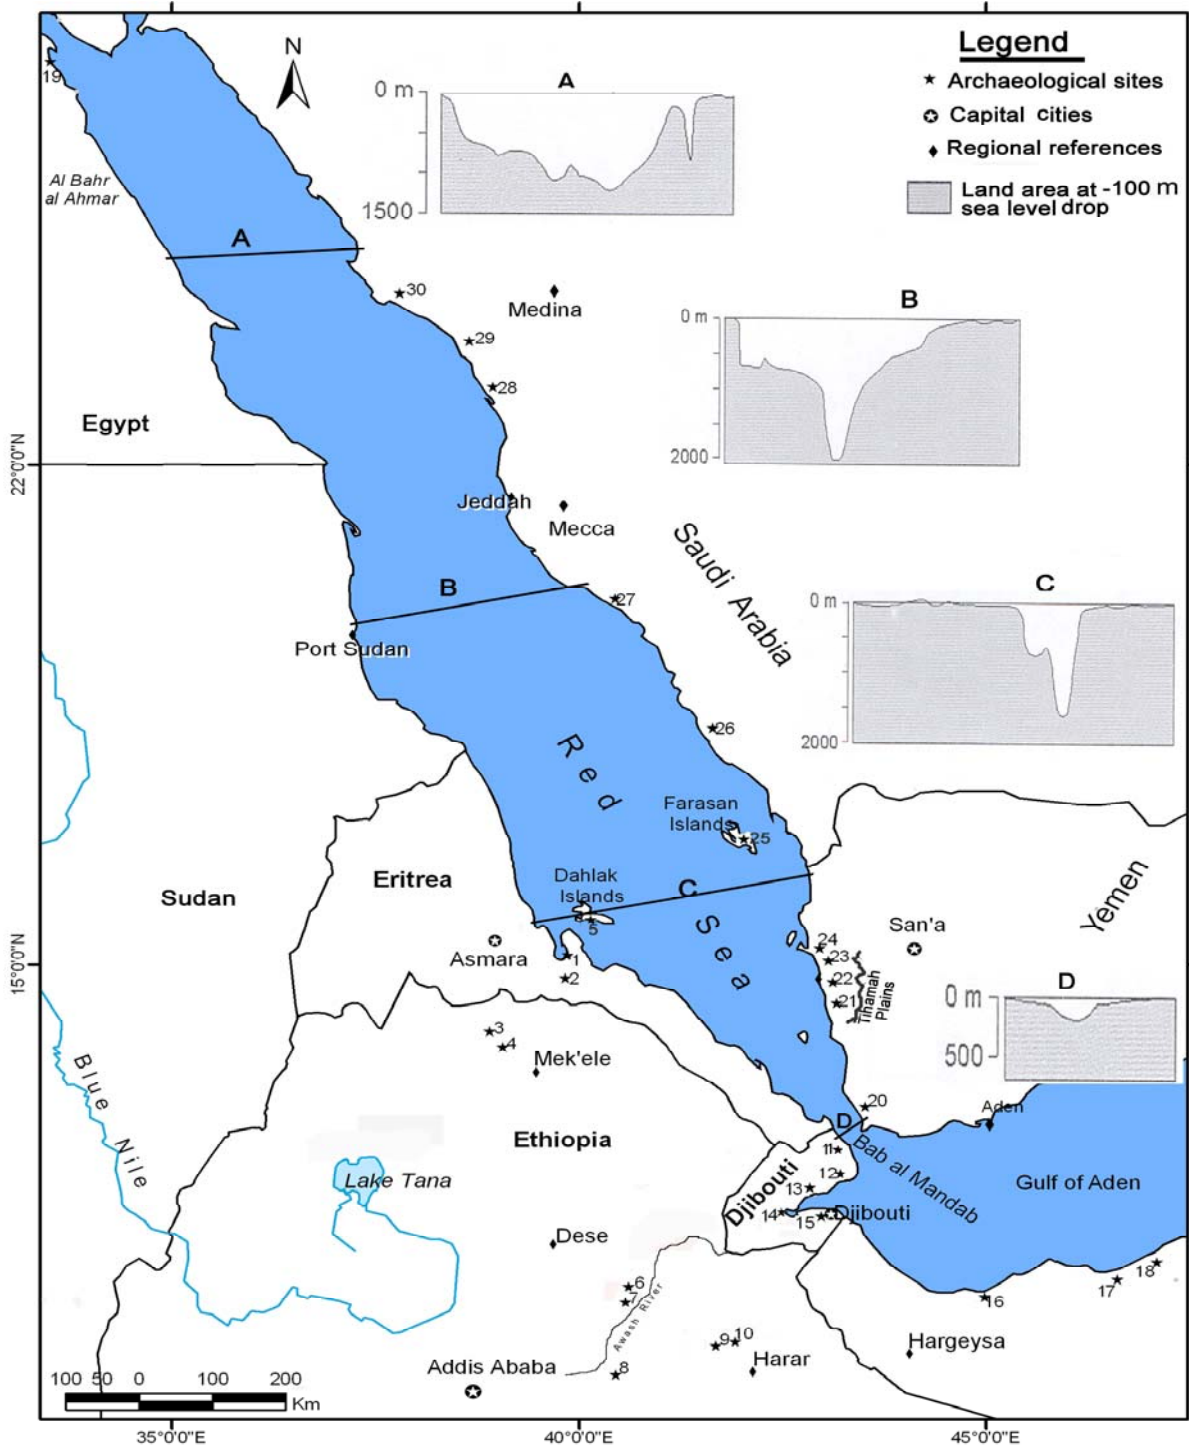 N
Legend
Archaeological sites
Capital cities
Regional references
Land area at -100 m
sea level drop
A
0 m
1500
19
Al Bahr
al Ahmar
A
30
Medina
29
28
B
0 m
2000
Egypt
22°0'0"N
Jeddah
Mecca
Saudi Arabia
B
27
Port Sudan
C
0 m
2000
26
Red
Sea
Farasan
Islands
25
Dahlak
Islands
C
5
Eritrea
Sudan
Asmara
1
2
15°0'0"N
24
23
22
21
San'a
Yemen
Tihamah
Plains
D
0 m
500
3
4
Mek'ele
Blue Nile
20
Aden
D
Bab al Mandab
Ethiopia
Lake Tana
11
12
13
14
15
Djibouti
Djibouti
Gulf of Aden
Dese
6
7
Awash River
8
9
10
Harar
16
17
18
Hargeysa
Addis Ababa
100 50 0 100 200
Km
35°0'0"E
40°0'0"E
45°0'0"E